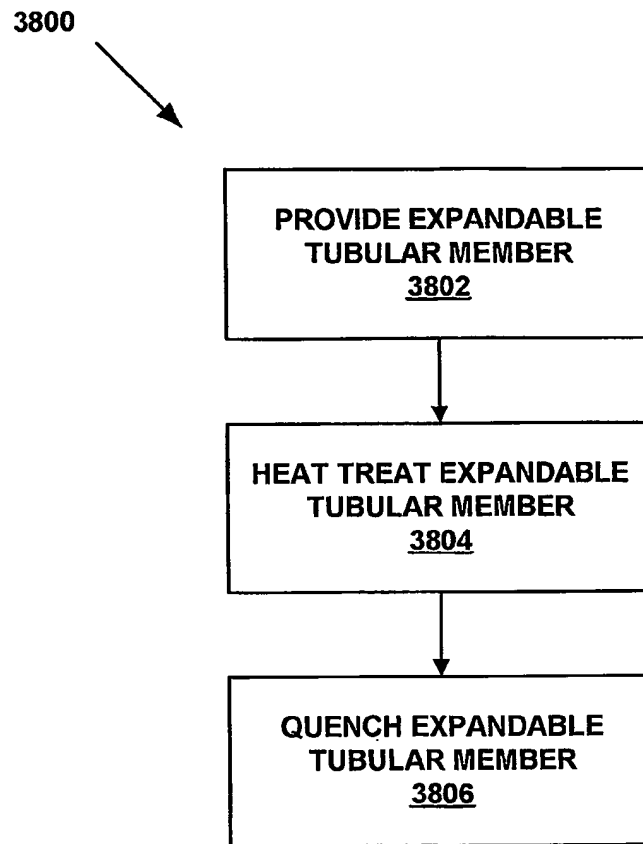 3800
PROVIDE EXPANDABLE
TUBULAR MEMBER
3802
HEAT TREAT EXPANDABLE
TUBULAR MEMBER
3804
QUENCH EXPANDABLE
TUBULAR MEMBER
3806